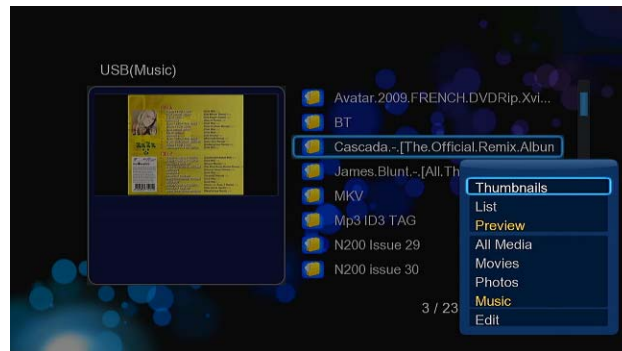 USB(Music)
Avatar.2009.FRENCH.DVDRip.Xvi...
BT
Cascada.-.[The.Official.Remix.Album
James.Blunt.-.[All.Th
MKV
Mp3 ID3 TAG
N200 Issue 29
N200 issue 30
3 / 23
Thumbnails
List
Preview
All Media
Movies
Photos
Music
Edit